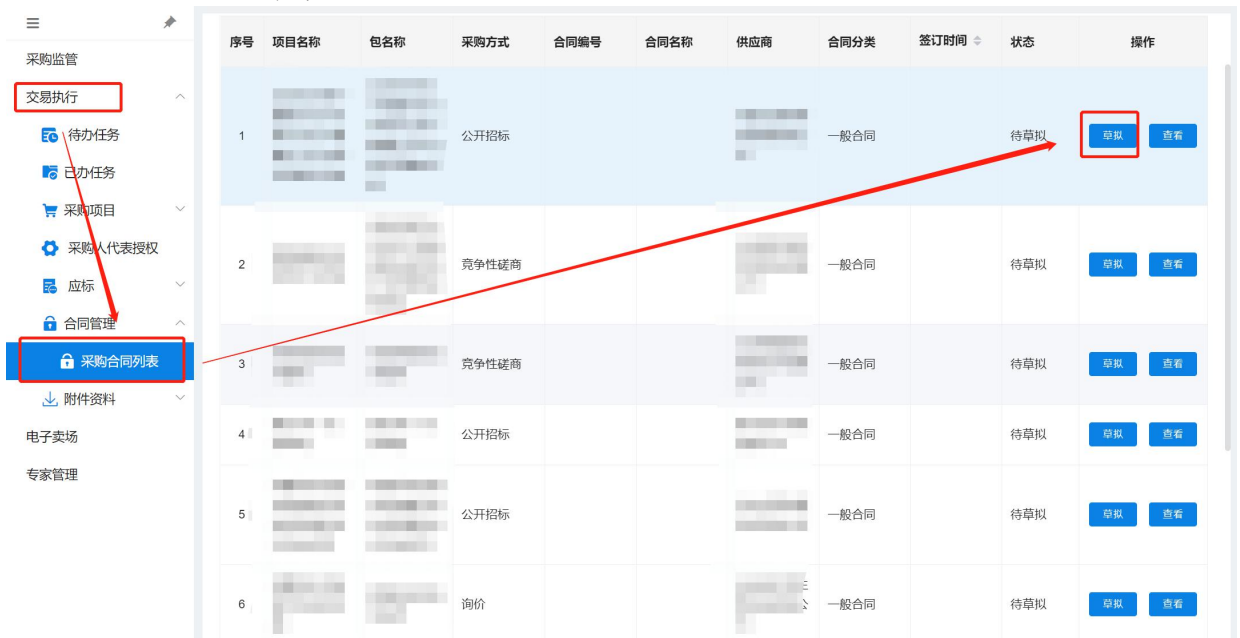 采购监管
交易执行
待办任务
已办任务
采购项目
采购人代表授权
应标
合同管理
采购合同列表
附件资料
电子卖场
专家管理
序号 项目名称 包名称 采购方式 合同编号 合同名称 供应商 合同分类 签订时间 状态 操作
1 公开招标 一般合同 待草拟 草拟 查看
2 竞争性磋商 一般合同 待草拟 草拟 查看
3 竞争性磋商 一般合同 待草拟 草拟 查看
4 公开招标 一般合同 待草拟 草拟 查看
5 公开招标 一般合同 待草拟 草拟 查看
6 询价 一般合同 待草拟 草拟 查看